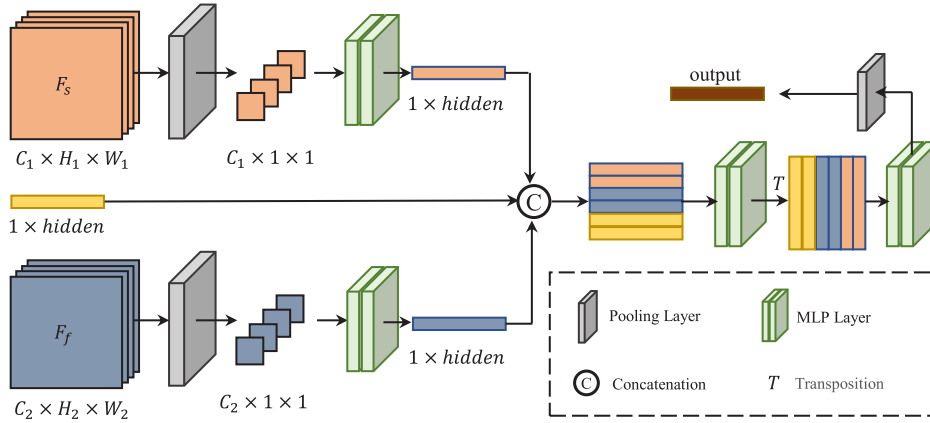 F_s
C_1 × H_1 × W_1
C_1 × 1 × 1
1 × hidden
output
1 × hidden
C
T
F_f
C_2 × H_2 × W_2
C_2 × 1 × 1
1 × hidden
Pooling Layer
MLP Layer
C Concatenation
T Transposition